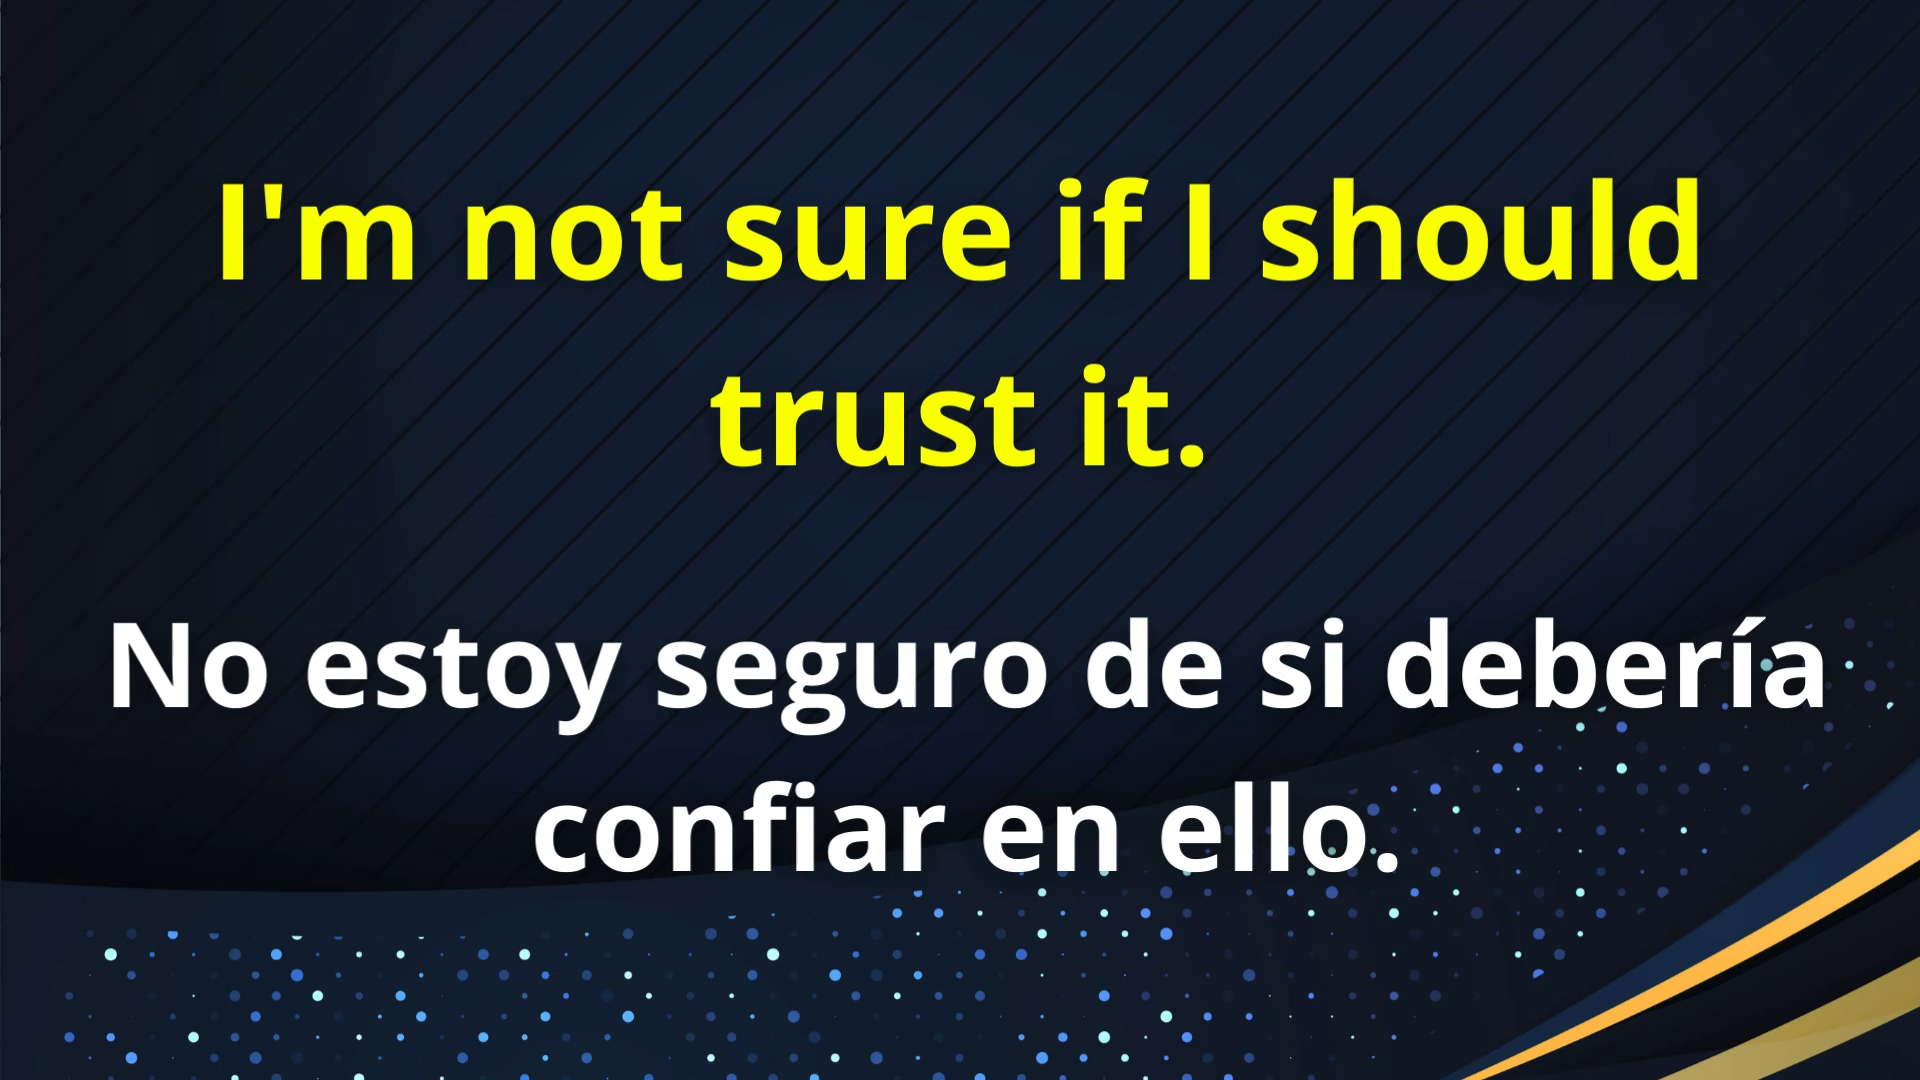 I'm not sure if I should
trust it.
No estoy seguro de si debería
confiar en ello.